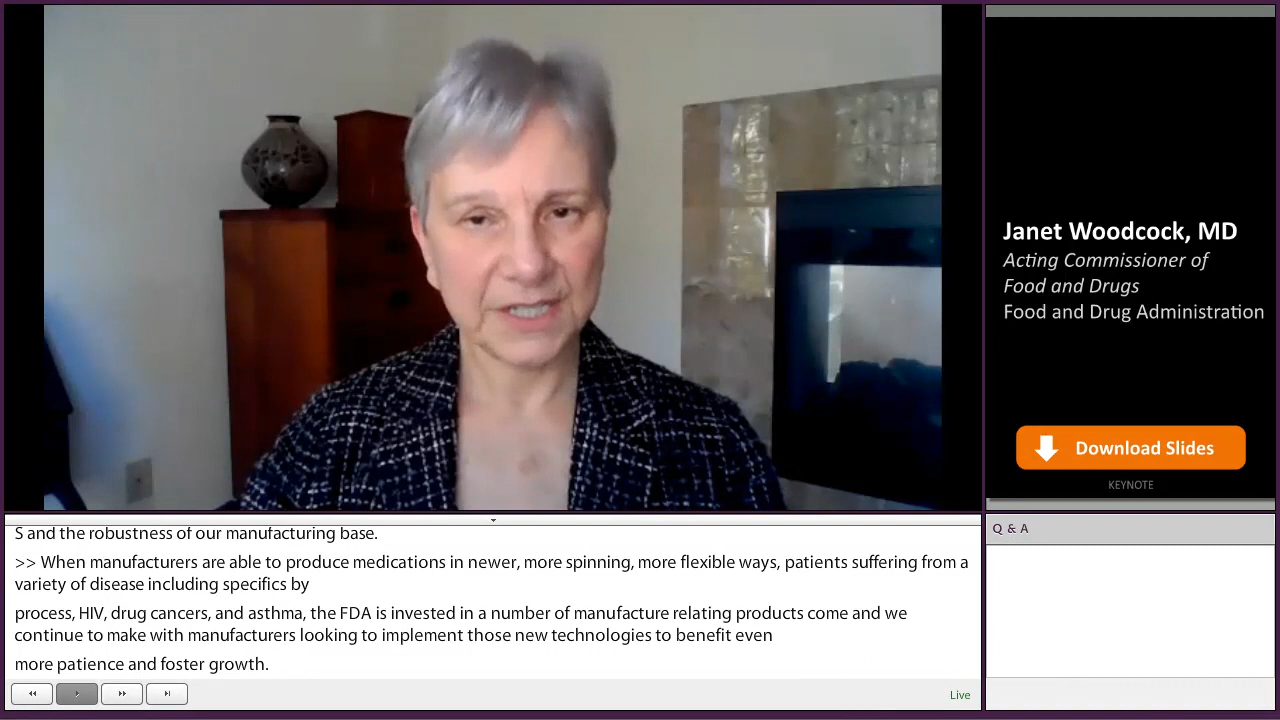 Janet Woodcock, MD
Acting Commissioner of
Food and Drugs
Food and Drug Administration
Download Slides
KEYNOTE
S and the robustness of our manufacturing base.
>> When manufacturers are able to produce medications in newer, more spinning, more flexible ways, patients suffering from a
variety of disease including specifics by
process, HIV, drug cancers, and asthma, the FDA is invested in a number of manufacture relating products come and we
continue to make with manufacturers looking to implement those new technologies to benefit even
more patience and foster growth.
Live
Q & A